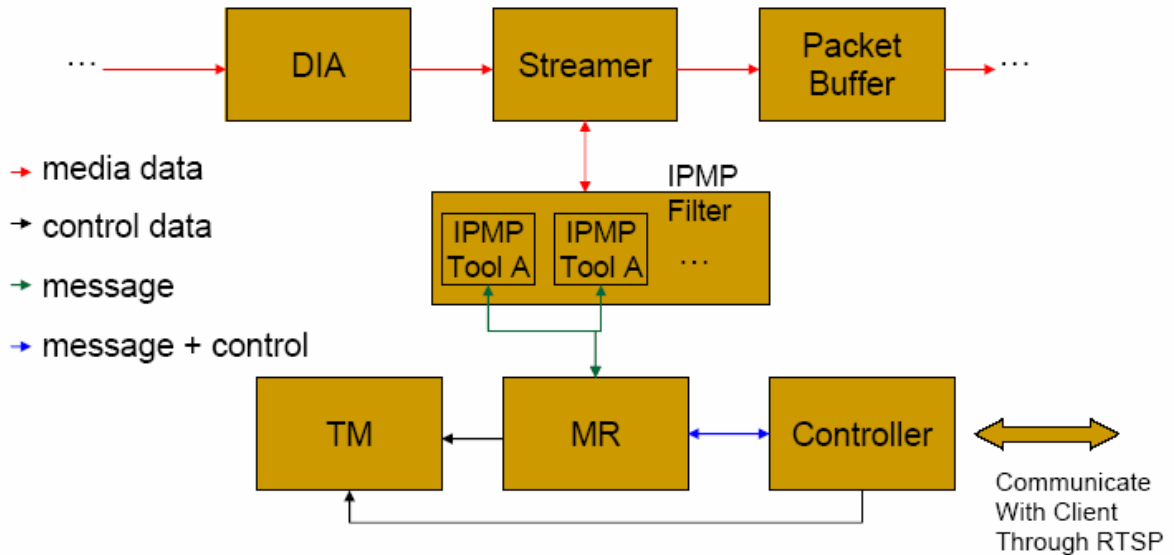 ...
DIA
Streamer
Packet
Buffer
...
media data
control data
message
message + control
IPMP
Filter
IPMP
Tool A
IPMP
Tool A
...
TM
MR
Controller
Communicate
With Client
Through RTSP